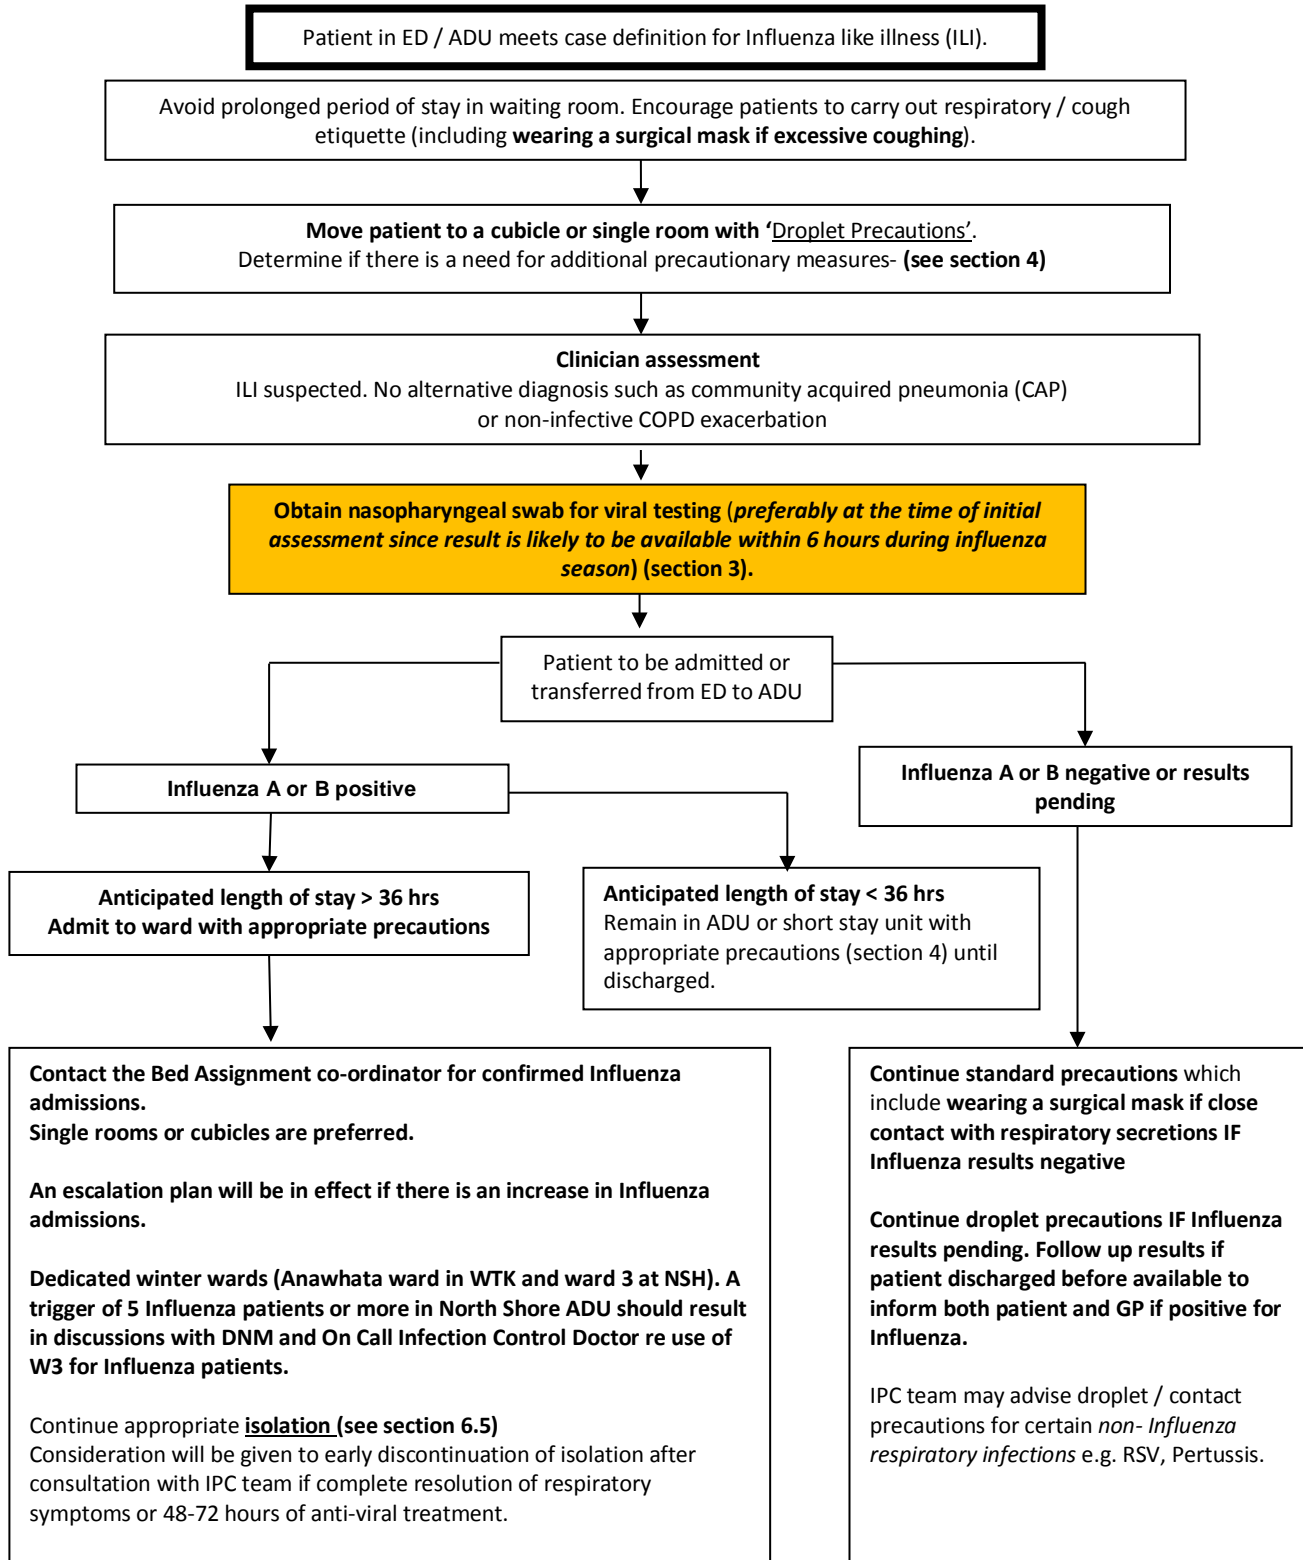 Patient in ED / ADU meets case definition for Influenza like illness (ILI).
Avoid prolonged period of stay in waiting room. Encourage patients to carry out respiratory / cough
etiquette (including wearing a surgical mask if excessive coughing).
Move patient to a cubicle or single room with ‘Droplet Precautions’.
Determine if there is a need for additional precautionary measures- (see section 4)
Clinician assessment
ILI suspected. No alternative diagnosis such as community acquired pneumonia (CAP)
or non-infective COPD exacerbation
Obtain nasopharyngeal swab for viral testing (preferably at the time of initial
assessment since result is likely to be available within 6 hours during influenza
season) (section 3).
Patient to be admitted or
transferred from ED to ADU
Influenza A or B positive
Influenza A or B negative or results
pending
Anticipated length of stay > 36 hrs
Admit to ward with appropriate precautions
Anticipated length of stay < 36 hrs
Remain in ADU or short stay unit with
appropriate precautions (section 4) until
discharged.
Contact the Bed Assignment co-ordinator for confirmed Influenza
admissions.
Single rooms or cubicles are preferred.
An escalation plan will be in effect if there is an increase in Influenza
admissions.
Dedicated winter wards (Anawhata ward in WTK and ward 3 at NSH). A
trigger of 5 Influenza patients or more in North Shore ADU should result
in discussions with DNM and On Call Infection Control Doctor re use of
W3 for Influenza patients.
Continue appropriate isolation (see section 6.5)
Consideration will be given to early discontinuation of isolation after
consultation with IPC team if complete resolution of respiratory
symptoms or 48-72 hours of anti-viral treatment.
Continue standard precautions which
include wearing a surgical mask if close
contact with respiratory secretions IF
Influenza results negative
Continue droplet precautions IF Influenza
results pending. Follow up results if
patient discharged before available to
inform both patient and GP if positive for
Influenza.
IPC team may advise droplet / contact
precautions for certain non- Influenza
respiratory infections e.g. RSV, Pertussis.